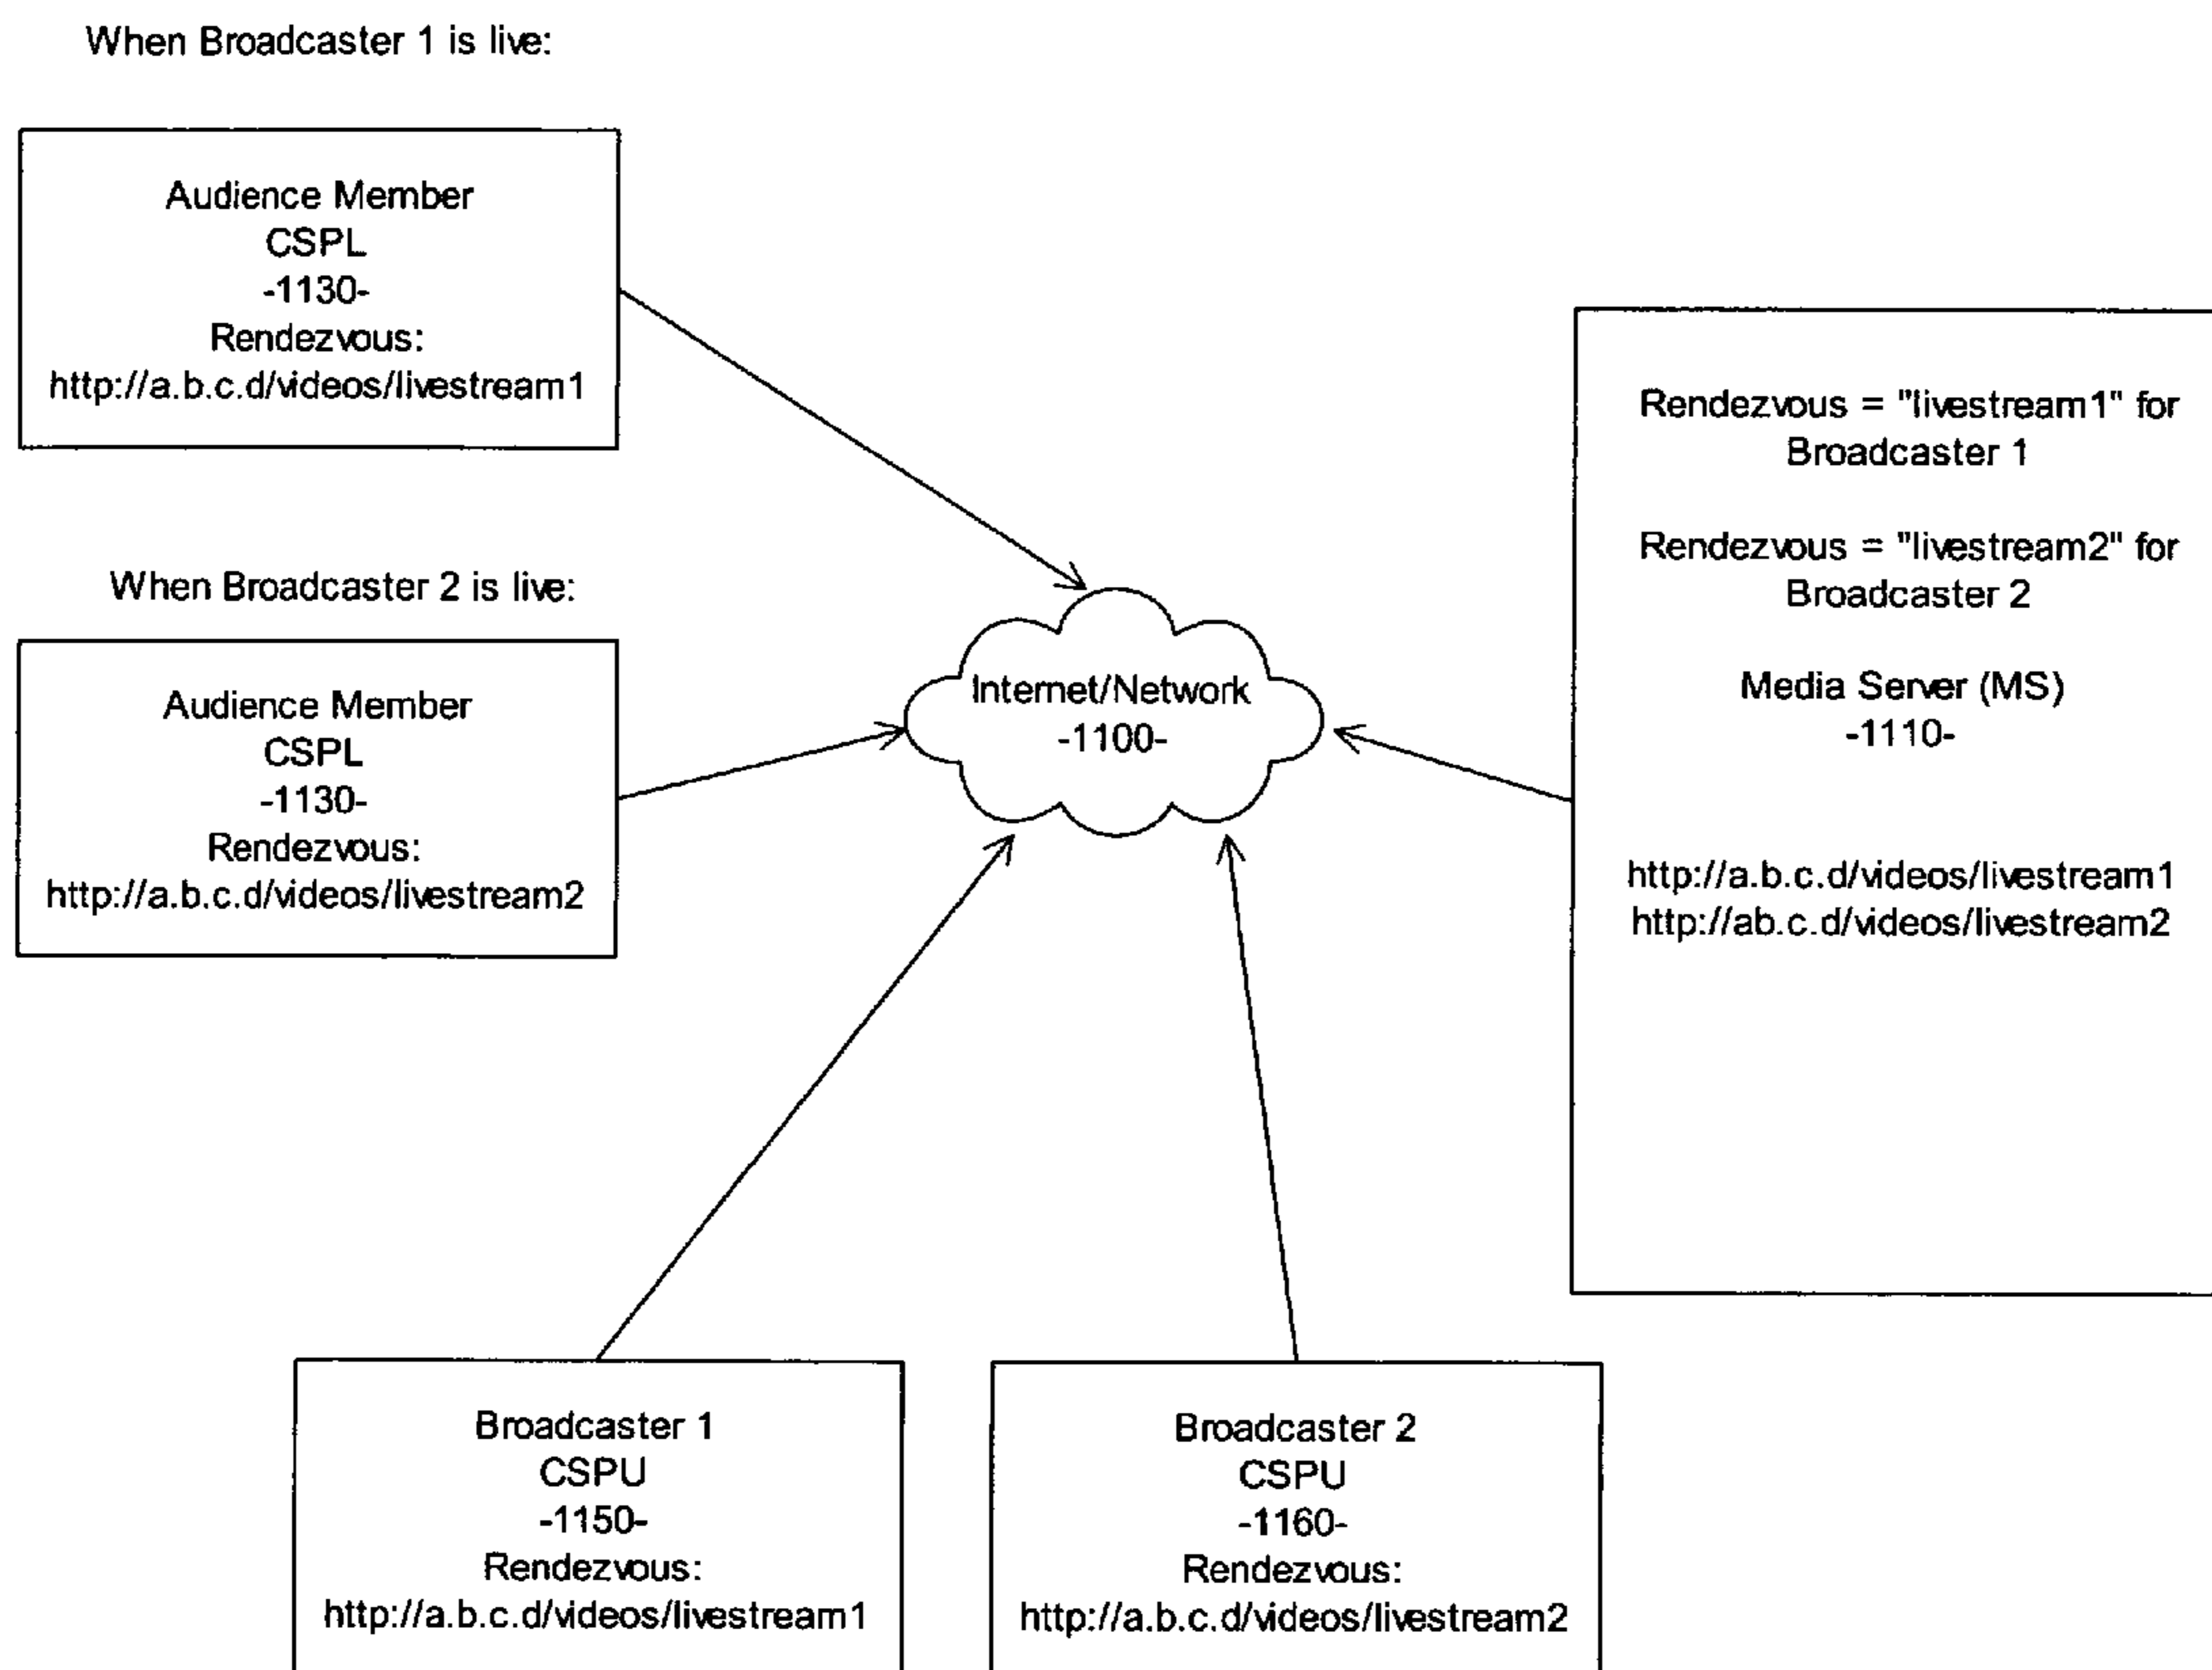 When Broadcaster 1 is live:
Audience Member
CSPL
-1130-
Rendezvous:
http://a.b.c.d/videos/livestream1
When Broadcaster 2 is live:
Audience Member
CSPL
-1130-
Rendezvous:
http://a.b.c.d/videos/livestream2
Internet/Network
-1100-
Rendezvous = "livestream1" for
Broadcaster 1
Rendezvous = "livestream2" for
Broadcaster 2
Media Server (MS)
-1110-
http://a.b.c.d/videos/livestream1
http://ab.c.d/videos/livestream2
Broadcaster 1
CSPU
-1150-
Rendezvous:
http://a.b.c.d/videos/livestream1
Broadcaster 2
CSPU
-1160-
Rendezvous:
http://a.b.c.d/videos/livestream2